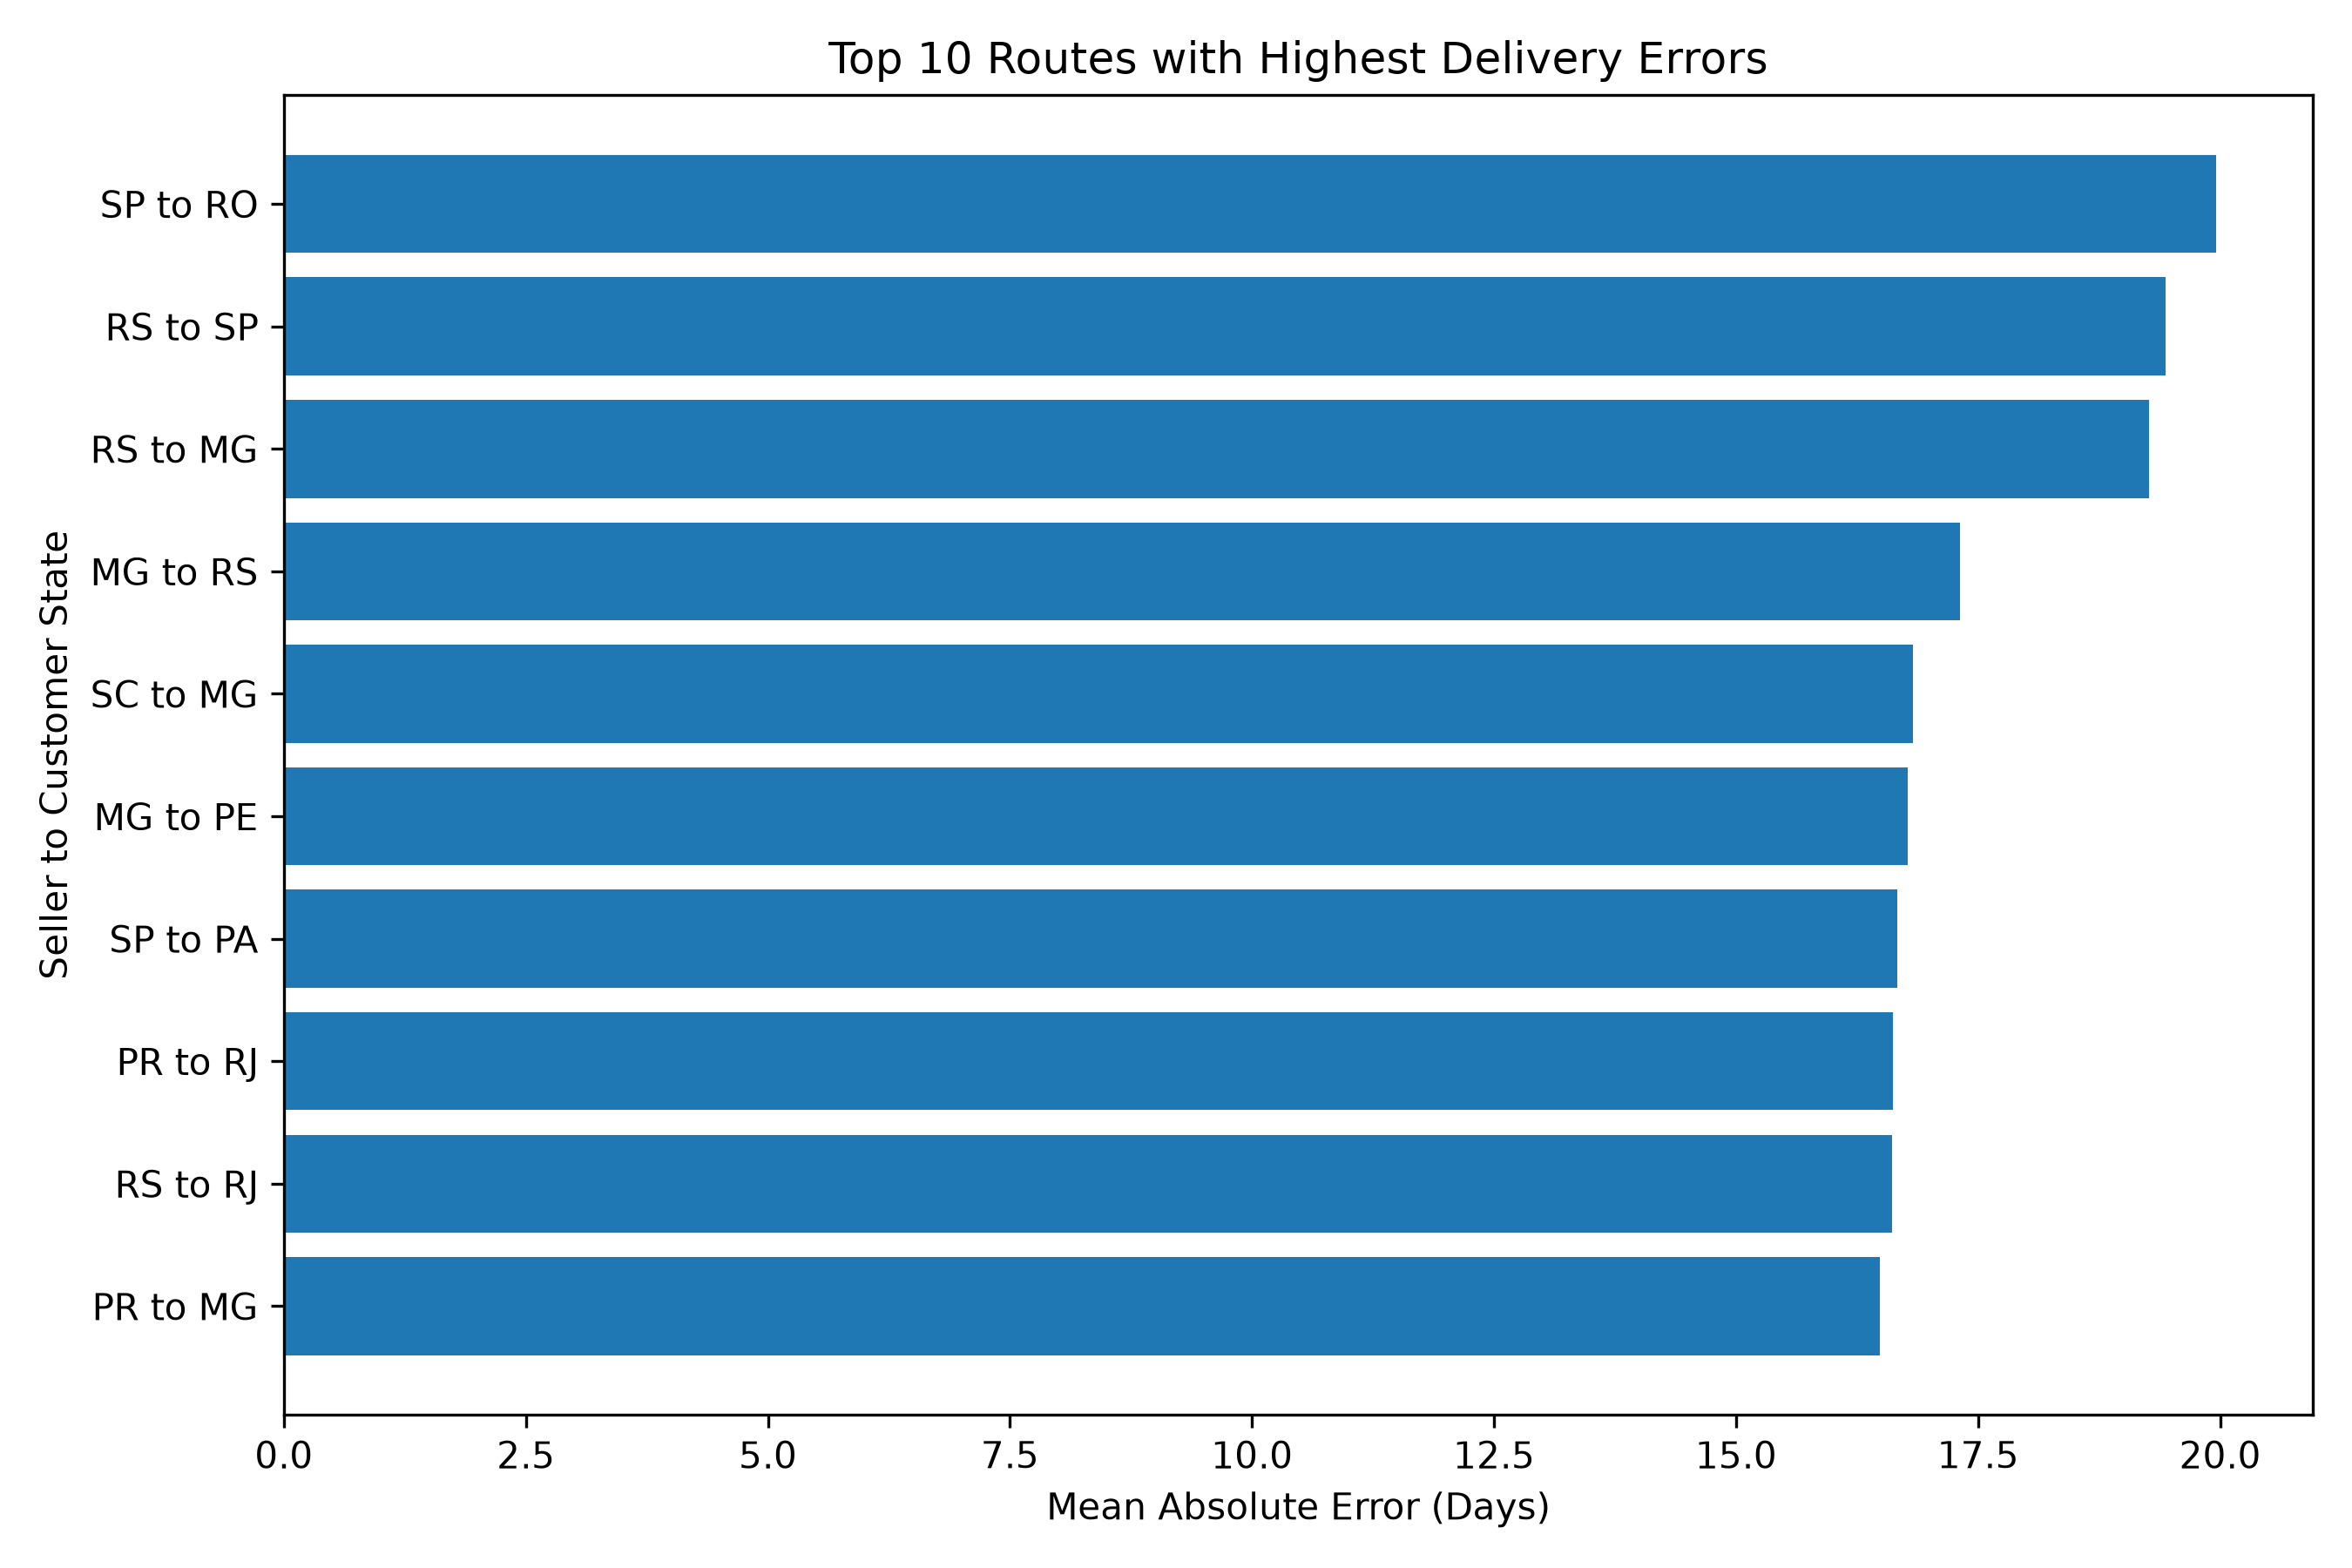 Top 10 Routes with Highest Delivery Errors
Seller to Customer State
SP to RO
RS to SP
RS to MG
MG to RS
SC to MG
MG to PE
SP to PA
PR to RJ
RS to RJ
PR to MG
0.0 2.5 5.0 7.5 10.0 12.5 15.0 17.5 20.0
Mean Absolute Error (Days)